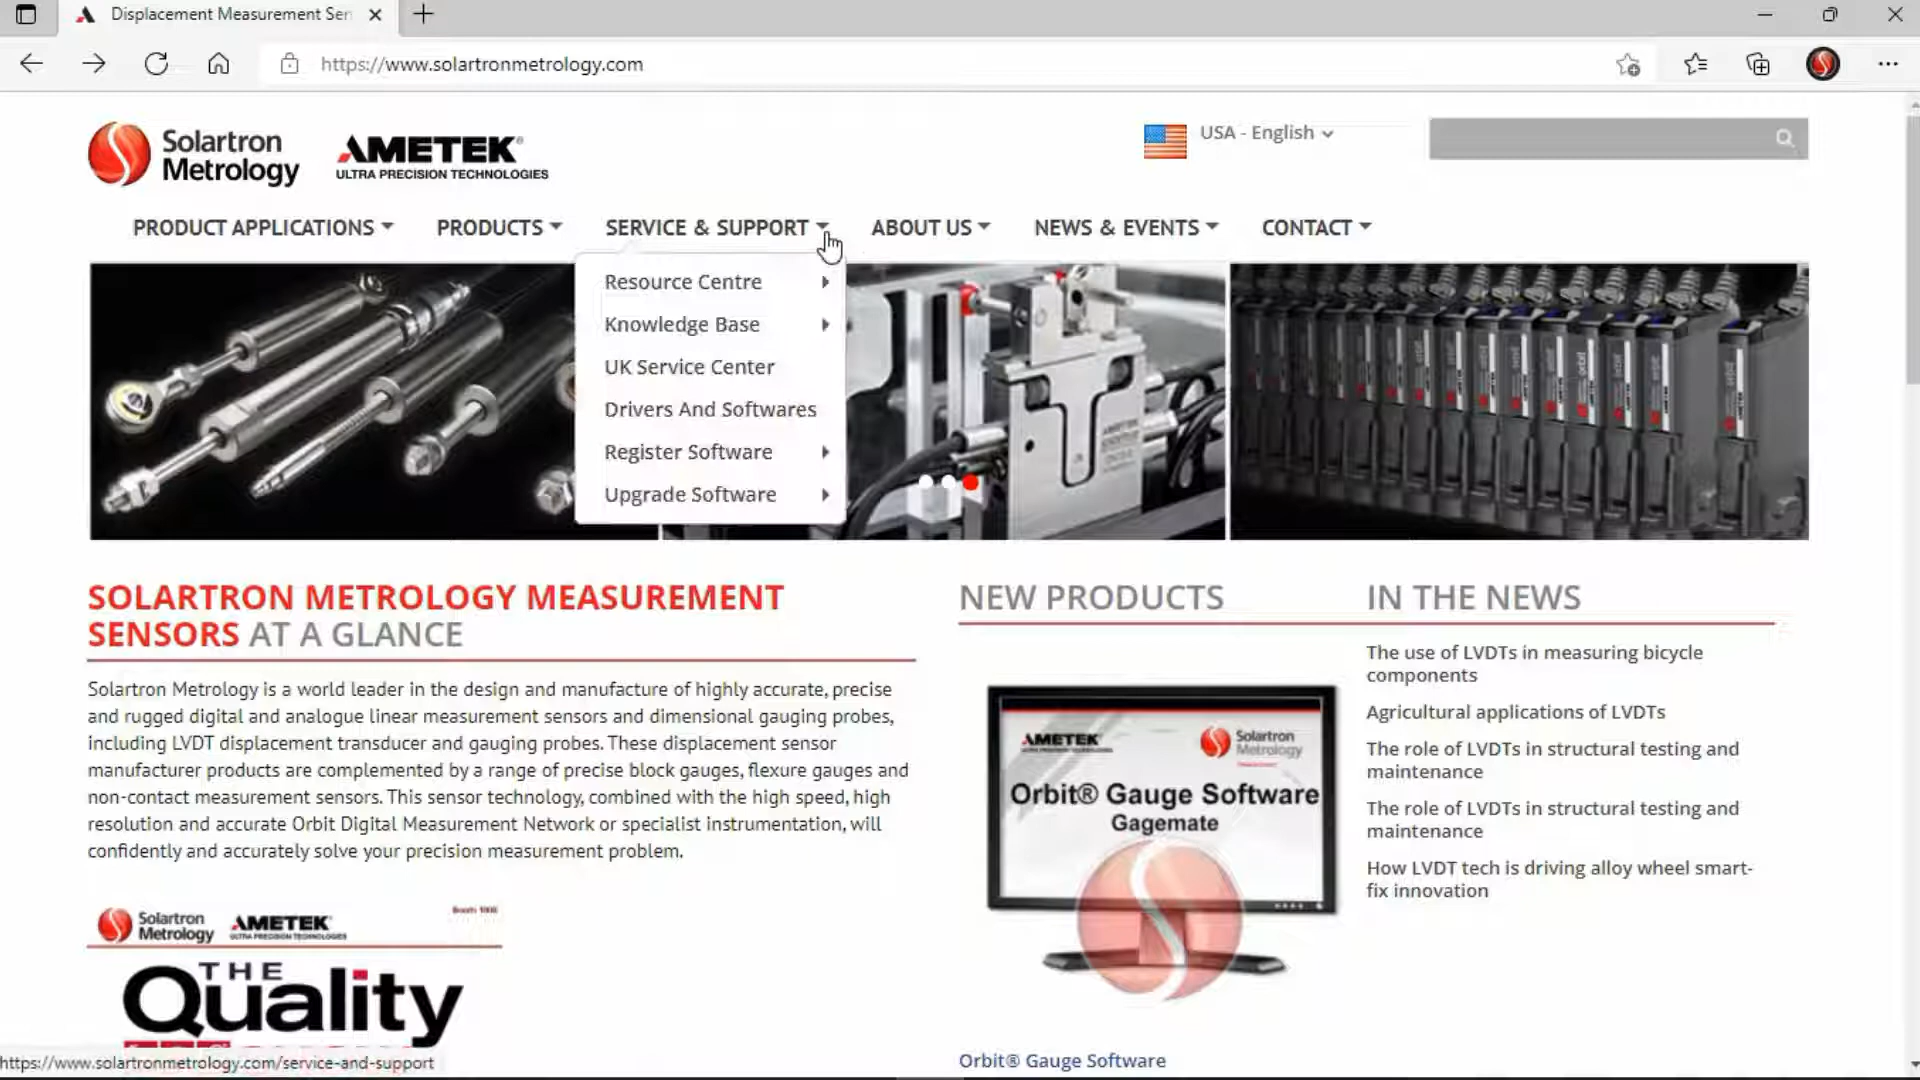 Displacement Measurement Sen
https://www.solartronmetrology.com
Solartron
Metrology
AMETEK®
ULTRA PRECISION TECHNOLOGIES
USA - English
PRODUCT APPLICATIONS
PRODUCTS
SERVICE & SUPPORT
ABOUT US
NEWS & EVENTS
CONTACT
Resource Centre
Knowledge Base
UK Service Center
Drivers And Softwares
Register Software
Upgrade Software
SOLARTRON METROLOGY MEASUREMENT
SENSORS AT A GLANCE
Solartron Metrology is a world leader in the design and manufacture of highly accurate, precise
and rugged digital and analogue linear measurement sensors and dimensional gauging probes,
including LVDT displacement transducer and gauging probes. These displacement sensor
manufacturer products are complemented by a range of precise block gauges, flexure gauges and
non-contact measurement sensors. This sensor technology, combined with the high speed, high
resolution and accurate Orbit Digital Measurement Network or specialist instrumentation, will
confidently and accurately solve your precision measurement problem.
Solartron
Metrology
AMETEK
ULTRA PRECISION TECHNOLOGIES
THE
Quality
NEW PRODUCTS
AMETEK
Solartron
Metrology
Orbit® Gauge Software
Gagemate
Orbit® Gauge Software
IN THE NEWS
The use of LVDTs in measuring bicycle
components
Agricultural applications of LVDTs
The role of LVDTs in structural testing and
maintenance
The role of LVDTs in structural testing and
maintenance
How LVDT tech is driving alloy wheel smart-
fix innovation
https://www.solartronmetrology.com/service-and-support